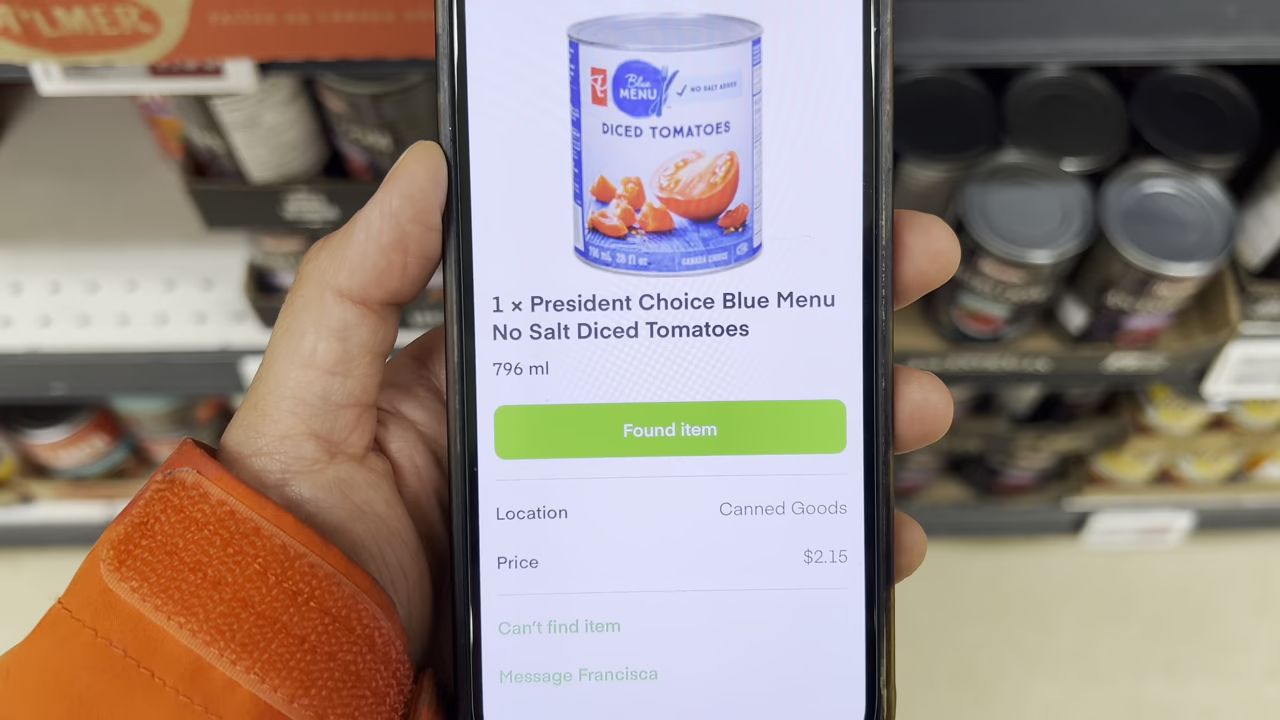 Blue
MENU
NO SALT ADDED
DICED TOMATOES
796 mL 28 fl oz
CANADA CHOICE
1 × President Choice Blue Menu
No Salt Diced Tomatoes
796 ml
Found item
Location
Canned Goods
Price
$2.15
Can't find item
Message Francisca